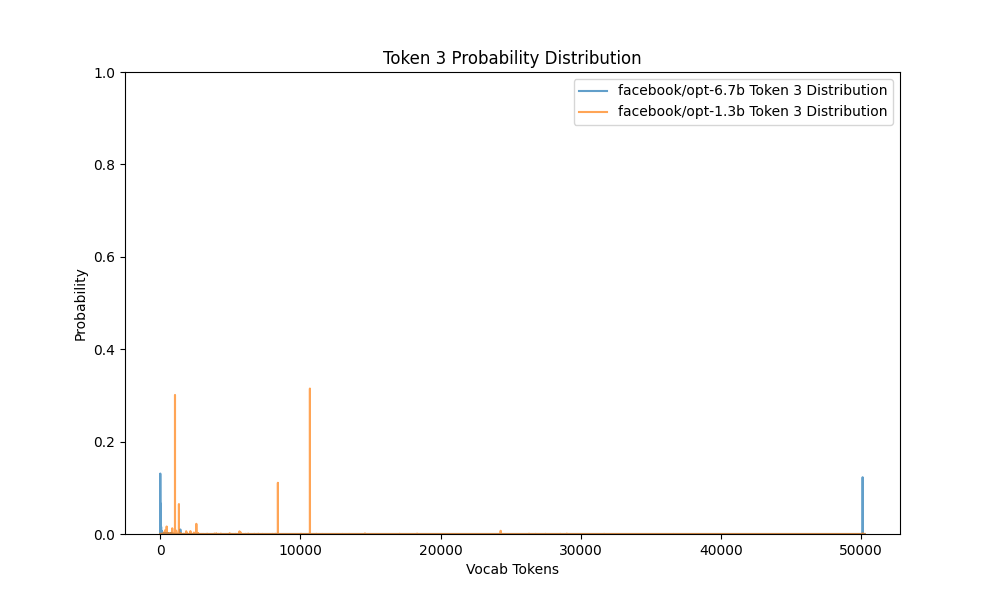 Token 3 Probability Distribution
facebook/opt-6.7b Token 3 Distribution
facebook/opt-1.3b Token 3 Distribution
Probability
1.0
0.8
0.6
0.4
0.2
0.0
0 10000 20000 30000 40000 50000
Vocab Tokens